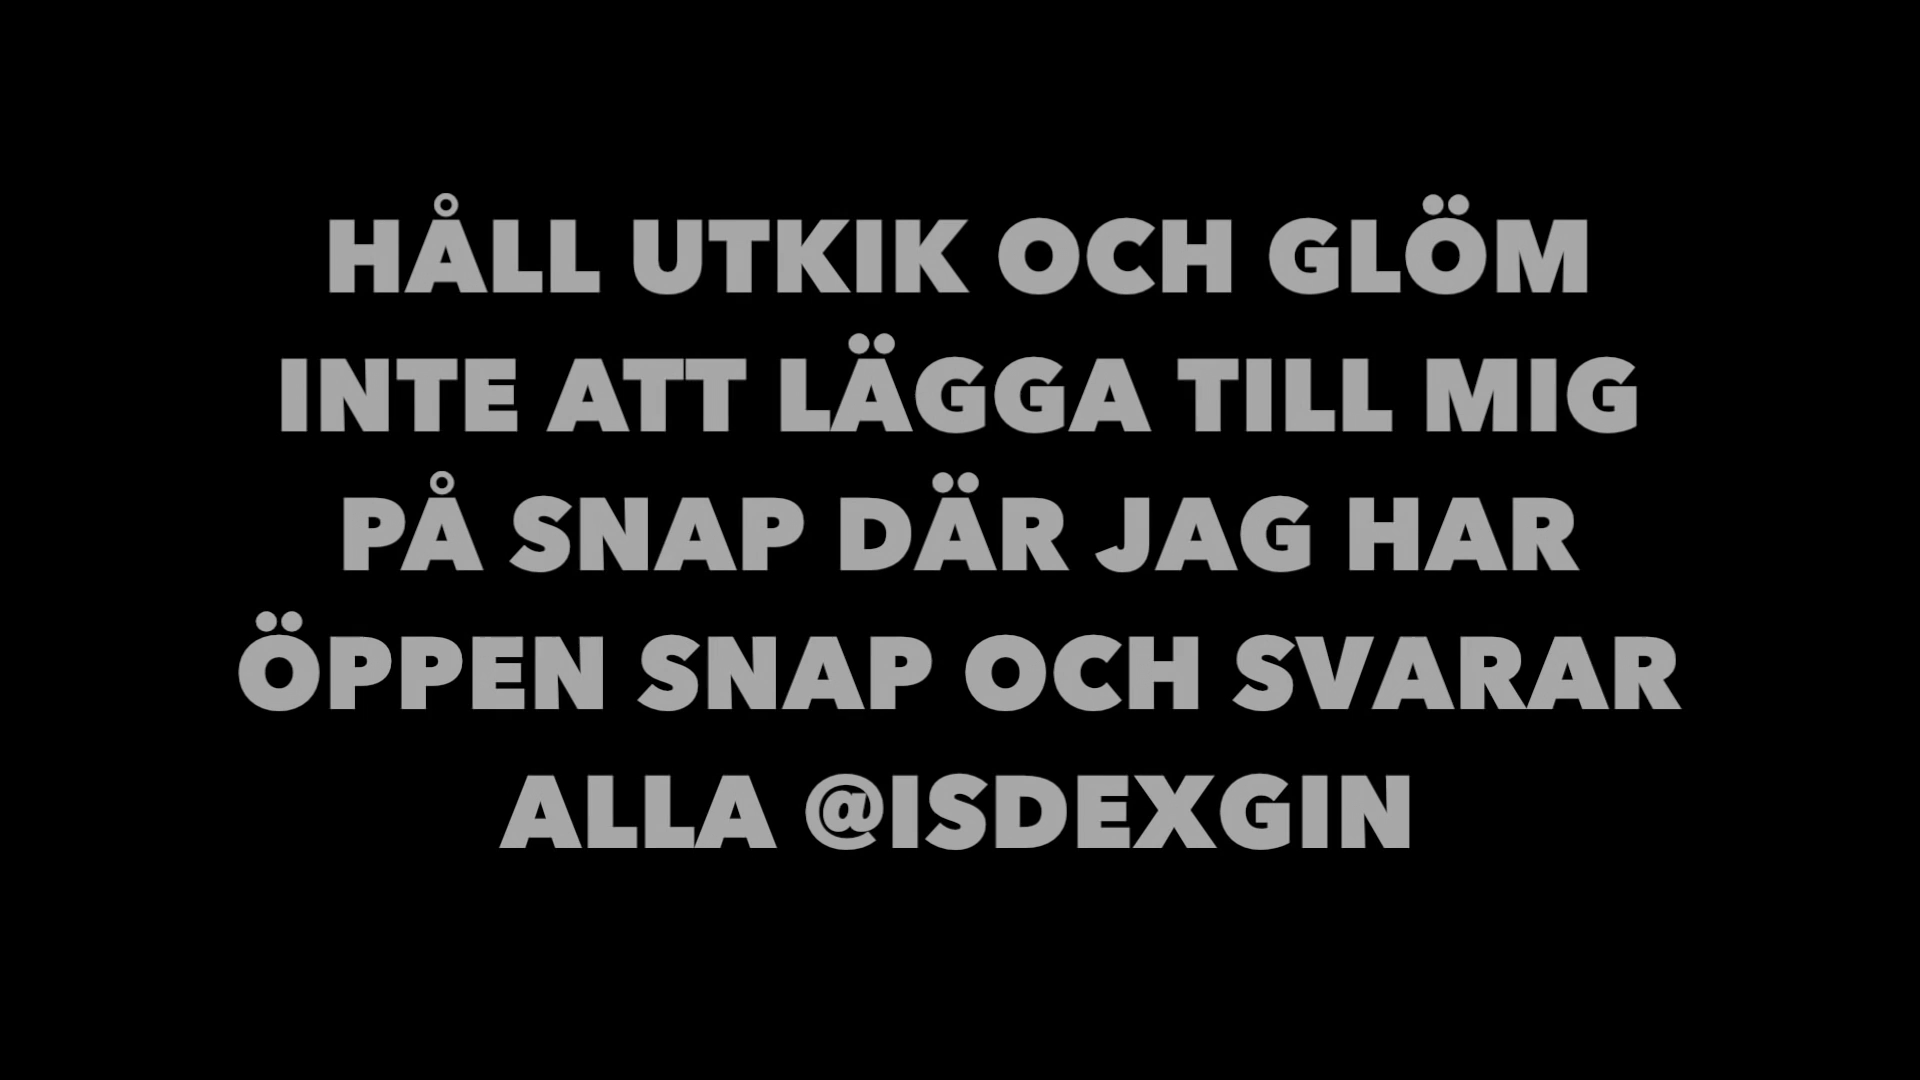 HÅLL UTKIK OCH GLÖM
INTE ATT LÄGGA TILL MIG
PÅ SNAP DÄR JAG HAR
ÖPPEN SNAP OCH SVARAR
ALLA @ISDEXGIN